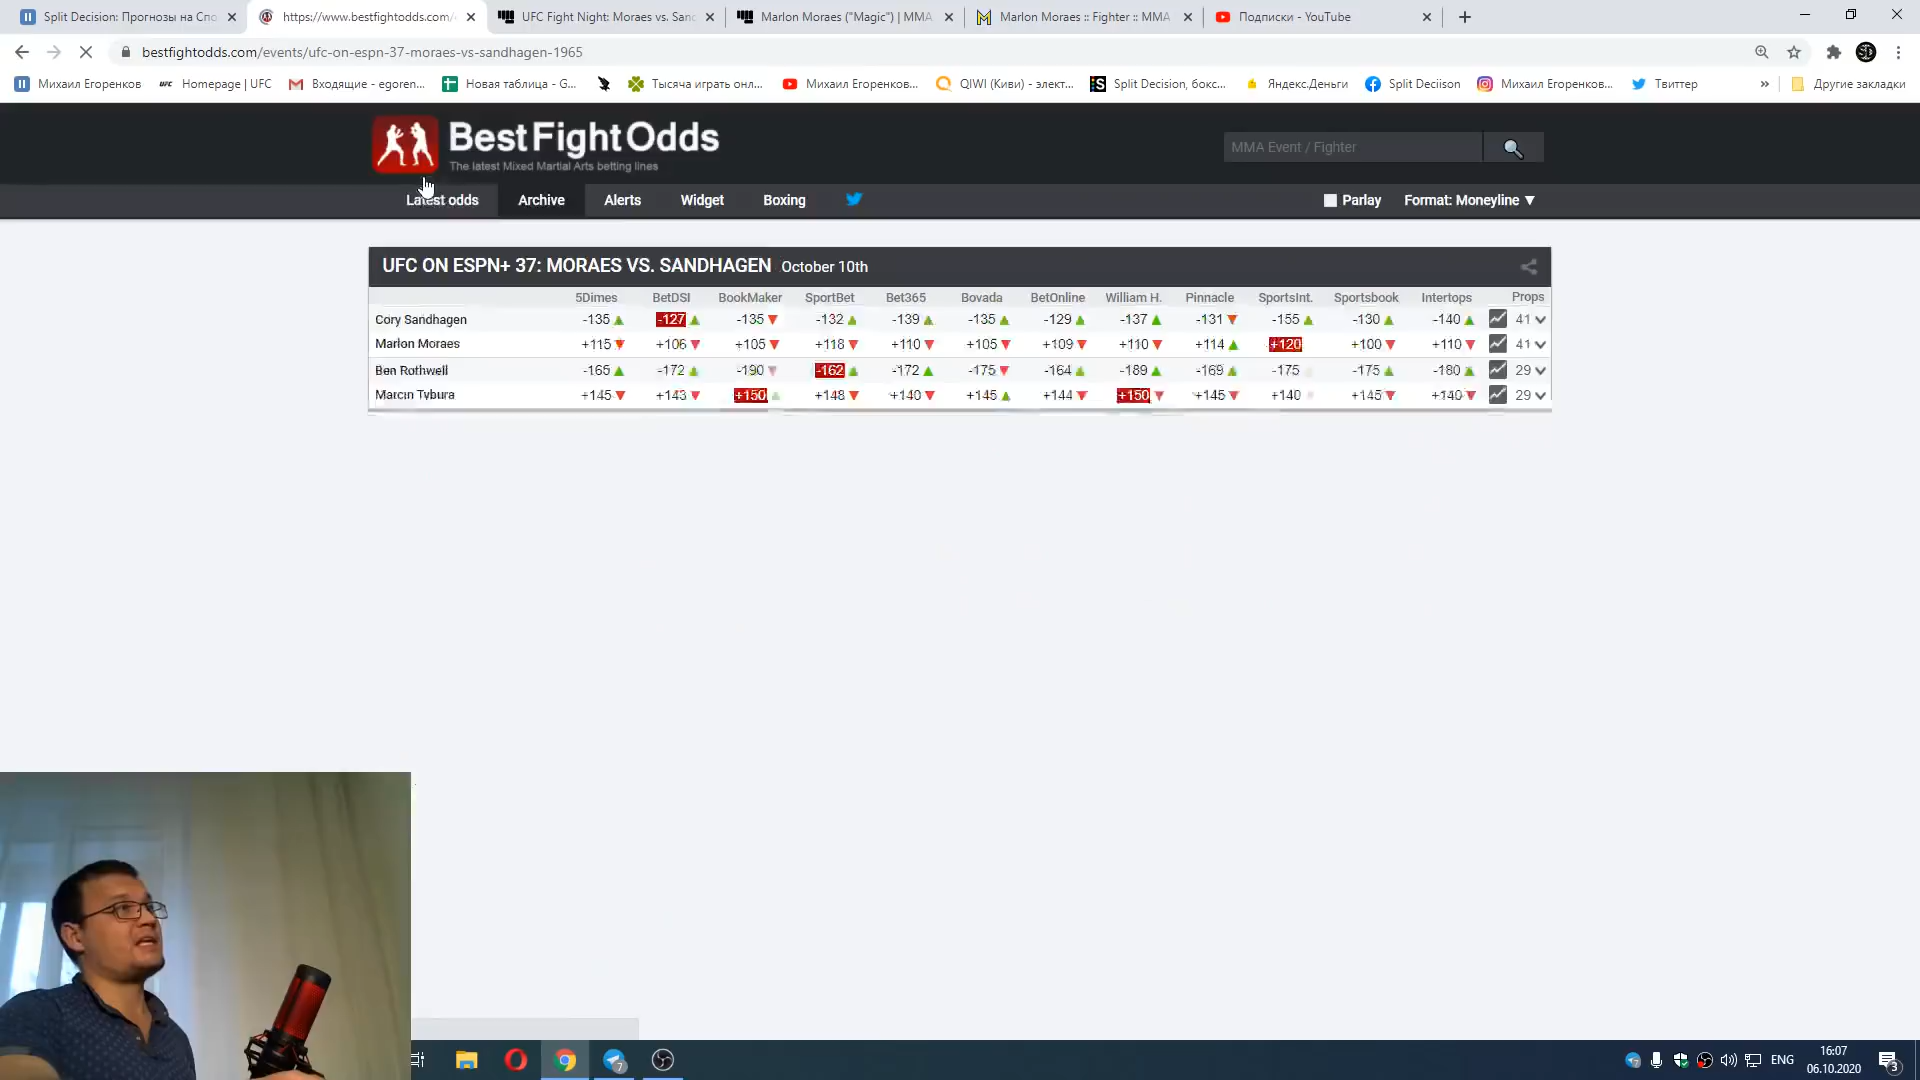 Split Decision: Прогнозы на Спо
https://www.bestfightodds.com/
UFC Fight Night: Moraes vs. San
Marlon Moraes ("Magic") | MMA
Marlon Moraes :: Fighter :: MMA
Подписки - YouTube
bestfightodds.com/events/ufc-on-espn-37-moraes-vs-sandhagen-1965
Михаил Егоренков
Homepage | UFC
Входящие - egoren...
Новая таблица - G...
Тысяча играть онл...
Михаил Егоренков...
QIWI (Киви) - элект...
Split Decision, бокс...
Яндекс.Деньги
Split Deciison
Михаил Егоренков...
Твиттер
»
Другие закладки
BestFightOdds
The latest Mixed Martial Arts betting lines
MMA Event / Fighter
Latest odds Archive Alerts Widget Boxing Parlay Format: Moneyline ▼
UFC ON ESPN+ 37: MORAES VS. SANDHAGEN October 10th
5Dimes BetDSI BookMaker SportBet Bet365 Bovada BetOnline William H. Pinnacle SportsInt. Sportsbook Intertops Props
Cory Sandhagen -135▲ -127▲ -135▼ -132▲ -139▲ -135▲ -129▲ -137▲ -131▼ -155▲ -130▲ -140▲ 41
Marlon Moraes +115▼ +106▼ +105▼ +118▼ +110▼ +105▼ +109▼ +110▼ +114▲ +120 +100▼ +110▼ 41
Ben Rothwell -165▲ -172▲ -190▼ -162▲ -172▲ -175▼ -164▲ -189▲ -169▲ -175 -175▲ -180▲ 29
Marcin Tybura +145▼ +143▼ +150▲ +148▼ +140▼ +145▲ +144▼ +150▼ +145▼ +140 +145▼ +140▼ 29
7
ENG
16:07
06.10.2020
3